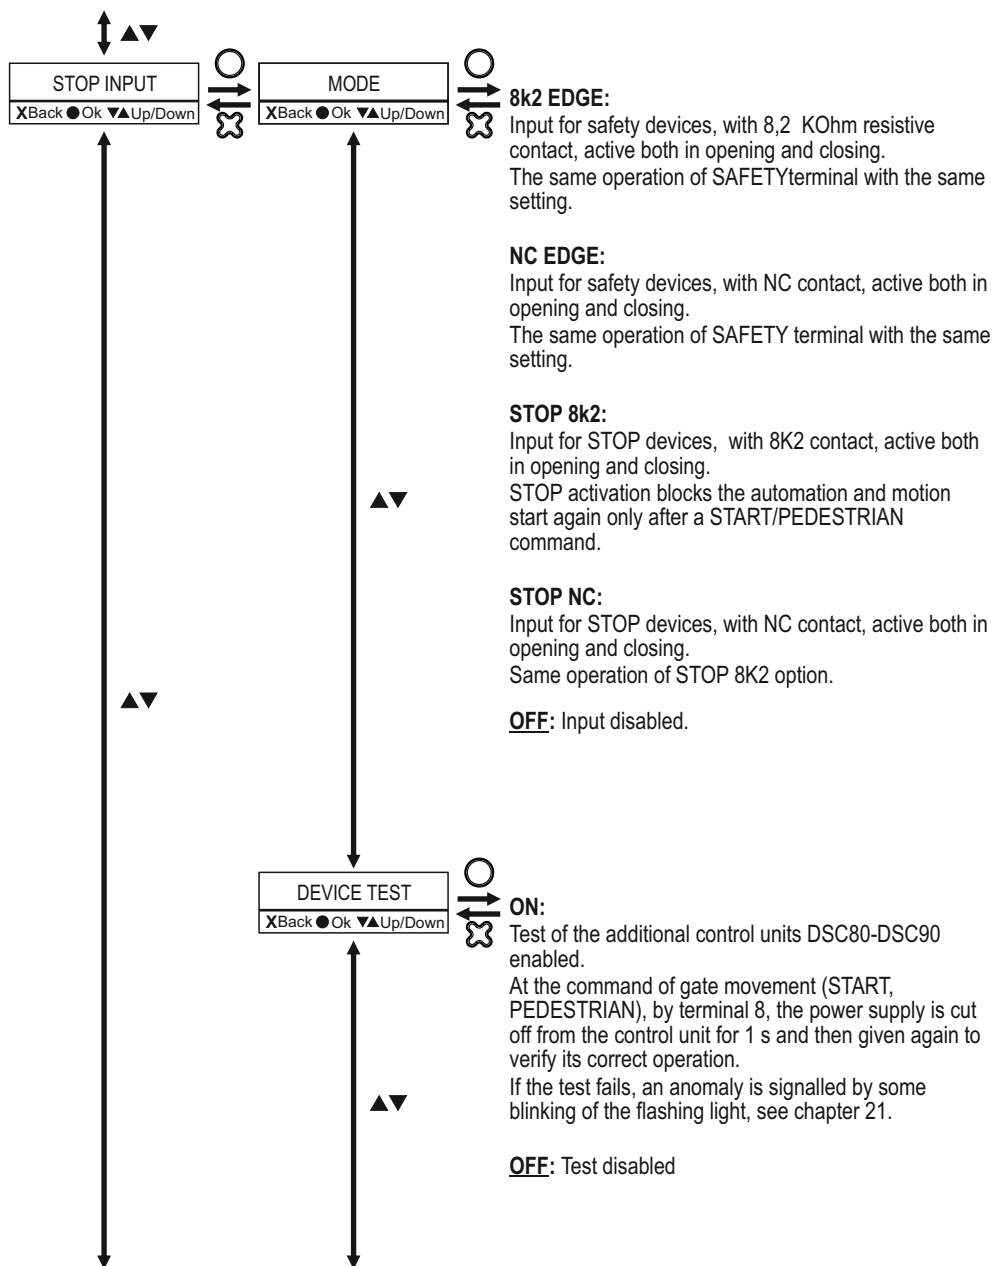 ▲▼
STOP INPUT
XBack ●Ok ▼▲Up/Down
MODE
XBack ●Ok ▼▲Up/Down
8k2 EDGE:
Input for safety devices, with 8,2 KOhm resistive
contact, active both in opening and closing.
The same operation of SAFETYterminal with the same
setting.
NC EDGE:
Input for safety devices, with NC contact, active both in
opening and closing.
The same operation of SAFETY terminal with the same
setting.
STOP 8k2:
Input for STOP devices, with 8K2 contact, active both
in opening and closing.
STOP activation blocks the automation and motion
start again only after a START/PEDESTRIAN
command.
▲▼
STOP NC:
Input for STOP devices, with NC contact, active both in
opening and closing.
Same operation of STOP 8K2 option.
▲▼
OFF: Input disabled.
DEVICE TEST
XBack ●Ok ▼▲Up/Down
ON:
Test of the additional control units DSC80-DSC90
enabled.
At the command of gate movement (START,
PEDESTRIAN), by terminal 8, the power supply is cut
off from the control unit for 1 s and then given again to
verify its correct operation.
If the test fails, an anomaly is signalled by some
blinking of the flashing light, see chapter 21.
▲▼
OFF: Test disabled